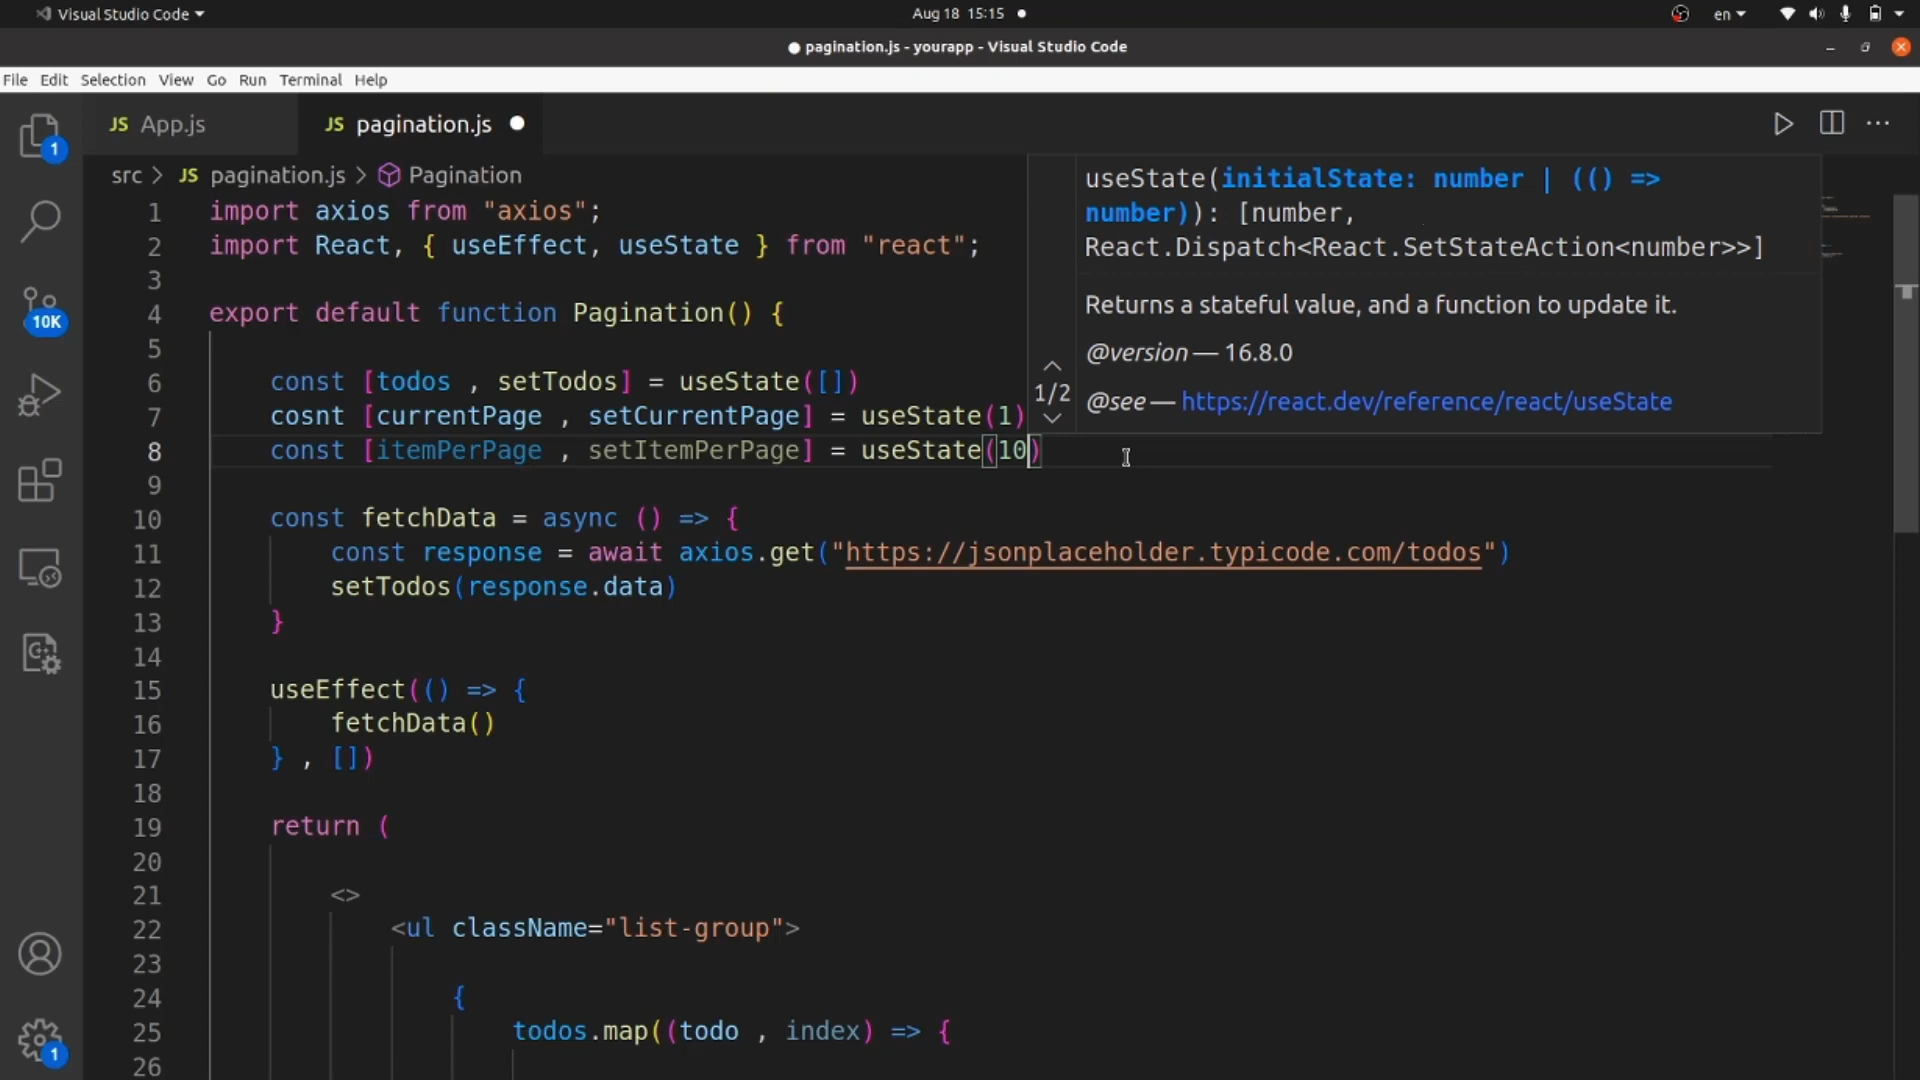 Visual Studio Code
Aug 18 15:15
en
pagination.js - yourapp - Visual Studio Code
File Edit Selection View Go Run Terminal Help
1
JS App.js
JS pagination.js
src > JS pagination.js > Pagination
1 import axios from "axios";
2 import React, { useEffect, useState } from "react";
3
4 export default function Pagination() {
5
6 const [todos , setTodos] = useState([])
7 cosnt [currentPage , setCurrentPage] = useState(1)
8 const [itemPerPage , setItemPerPage] = useState(10)
9
10 const fetchData = async () => {
11 const response = await axios.get("https://jsonplaceholder.typicode.com/todos")
12 setTodos(response.data)
13 }
14
15 useEffect(() => {
16 fetchData()
17 } , [])
18
19 return (
20
21 <>
22 <ul className="list-group">
23
24 {
25 todos.map((todo , index) => {
26
useState(initialState: number | (() =>
number)): [number,
React.Dispatch<React.SetStateAction<number>>]
Returns a stateful value, and a function to update it.
@version — 16.8.0
1/2
@see — https://react.dev/reference/react/useState
10K
1